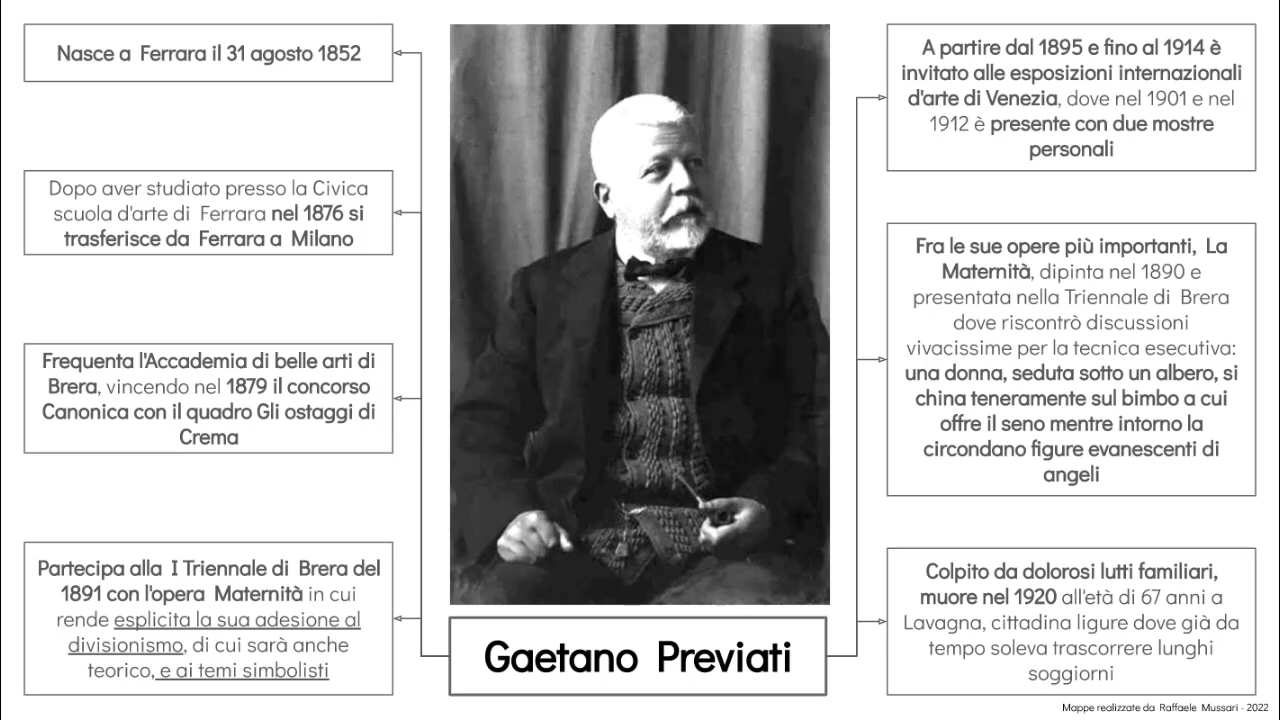 Nasce a Ferrara il 31 agosto 1852
Dopo aver studiato presso la Civica
scuola d'arte di Ferrara nel 1876 si
trasferisce da Ferrara a Milano
Frequenta l'Accademia di belle arti di
Brera, vincendo nel 1879 il concorso
Canonica con il quadro Gli ostaggi di
Crema
Partecipa alla I Triennale di Brera del
1891 con l'opera Maternità in cui
rende esplicita la sua adesione al
divisionismo, di cui sarà anche
teorico, e ai temi simbolisti
Gaetano Previati
A partire dal 1895 e fino al 1914 è
invitato alle esposizioni internazionali
d'arte di Venezia, dove nel 1901 e nel
1912 è presente con due mostre
personali
Fra le sue opere più importanti, La
Maternità, dipinta nel 1890 e
presentata nella Triennale di Brera
dove riscontrò discussioni
vivacissime per la tecnica esecutiva:
una donna, seduta sotto un albero, si
china teneramente sul bimbo a cui
offre il seno mentre intorno la
circondano figure evanescenti di
angeli
Colpito da dolorosi lutti familiari,
muore nel 1920 all'età di 67 anni a
Lavagna, cittadina ligure dove già da
tempo soleva trascorrere lunghi
soggiorni
Mappe realizzate da Raffaele Mussari - 2022